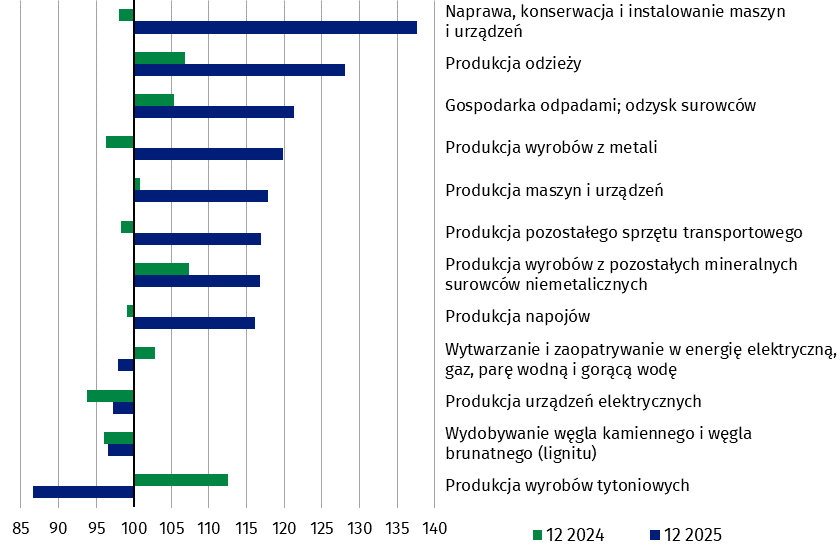 Naprawa, konserwacja i instalowanie maszyn
i urządzeń
Produkcja odzieży
Gospodarka odpadami; odzysk surowców
Produkcja wyrobów z metali
Produkcja maszyn i urządzeń
Produkcja pozostałego sprzętu transportowego
Produkcja wyrobów z pozostałych mineralnych
surowców niemetalicznych
Produkcja napojów
Wytwarzanie i zaopatrywanie w energię elektryczną,
gaz, parę wodną i gorącą wodę
Produkcja urządzeń elektrycznych
Wydobywanie węgla kamiennego i węgla
brunatnego (lignitu)
Produkcja wyrobów tytoniowych
85 90 95 100 105 110 115 120 125 130 135 140
12 2024 12 2025